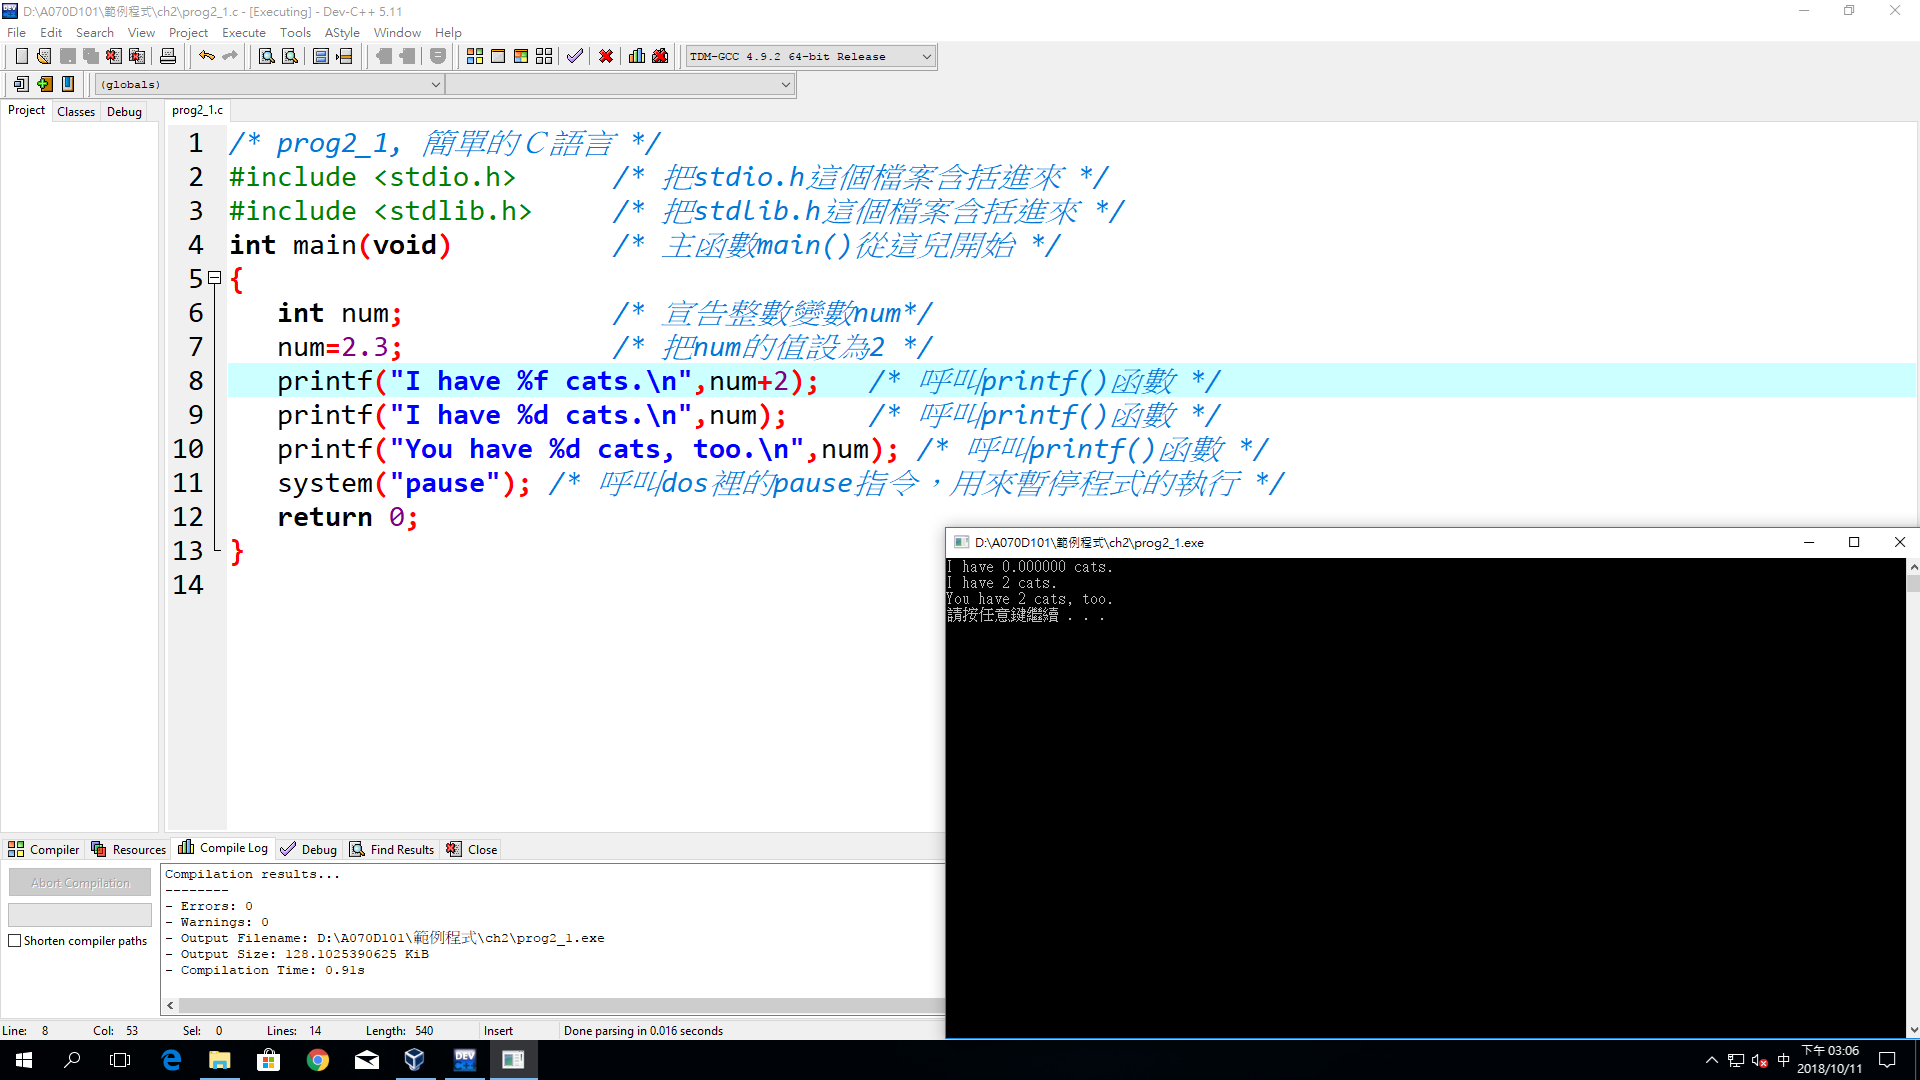 D:\A070D101\範例程式\ch2\prog2_1.c - [Executing] - Dev-C++ 5.11
File Edit Search View Project Execute Tools AStyle Window Help
TDM-GCC 4.9.2 64-bit Release
(globals)
Project Classes Debug prog2_1.c
1 /* prog2_1, 簡單的Ｃ語言 */
2 #include <stdio.h> /* 把stdio.h這個檔案含括進來 */
3 #include <stdlib.h> /* 把stdlib.h這個檔案含括進來 */
4 int main(void) /* 主函數main()從這兒開始 */
5 {
6 int num; /* 宣告整數變數num*/
7 num=2.3; /* 把num的值設為2 */
8 printf("I have %f cats.\n",num+2); /* 呼叫printf()函數 */
9 printf("I have %d cats.\n",num); /* 呼叫printf()函數 */
10 printf("You have %d cats, too.\n",num); /* 呼叫printf()函數 */
11 system("pause"); /* 呼叫dos裡的pause指令，用來暫停程式的執行 */
12 return 0;
13 }
14
D:\A070D101\範例程式\ch2\prog2_1.exe
I have 0.000000 cats.
I have 2 cats.
You have 2 cats, too.
請按任意鍵繼續 . . .
Compiler Resources Compile Log Debug Find Results Close
Abort Compilation
Shorten compiler paths
Compilation results...
--------
- Errors: 0
- Warnings: 0
- Output Filename: D:\A070D101\範例程式\ch2\prog2_1.exe
- Output Size: 128.1025390625 KiB
- Compilation Time: 0.91s
Line: 8 Col: 53 Sel: 0 Lines: 14 Length: 540 Insert Done parsing in 0.016 seconds
DEV C++
中
下午 03:06
2018/10/11